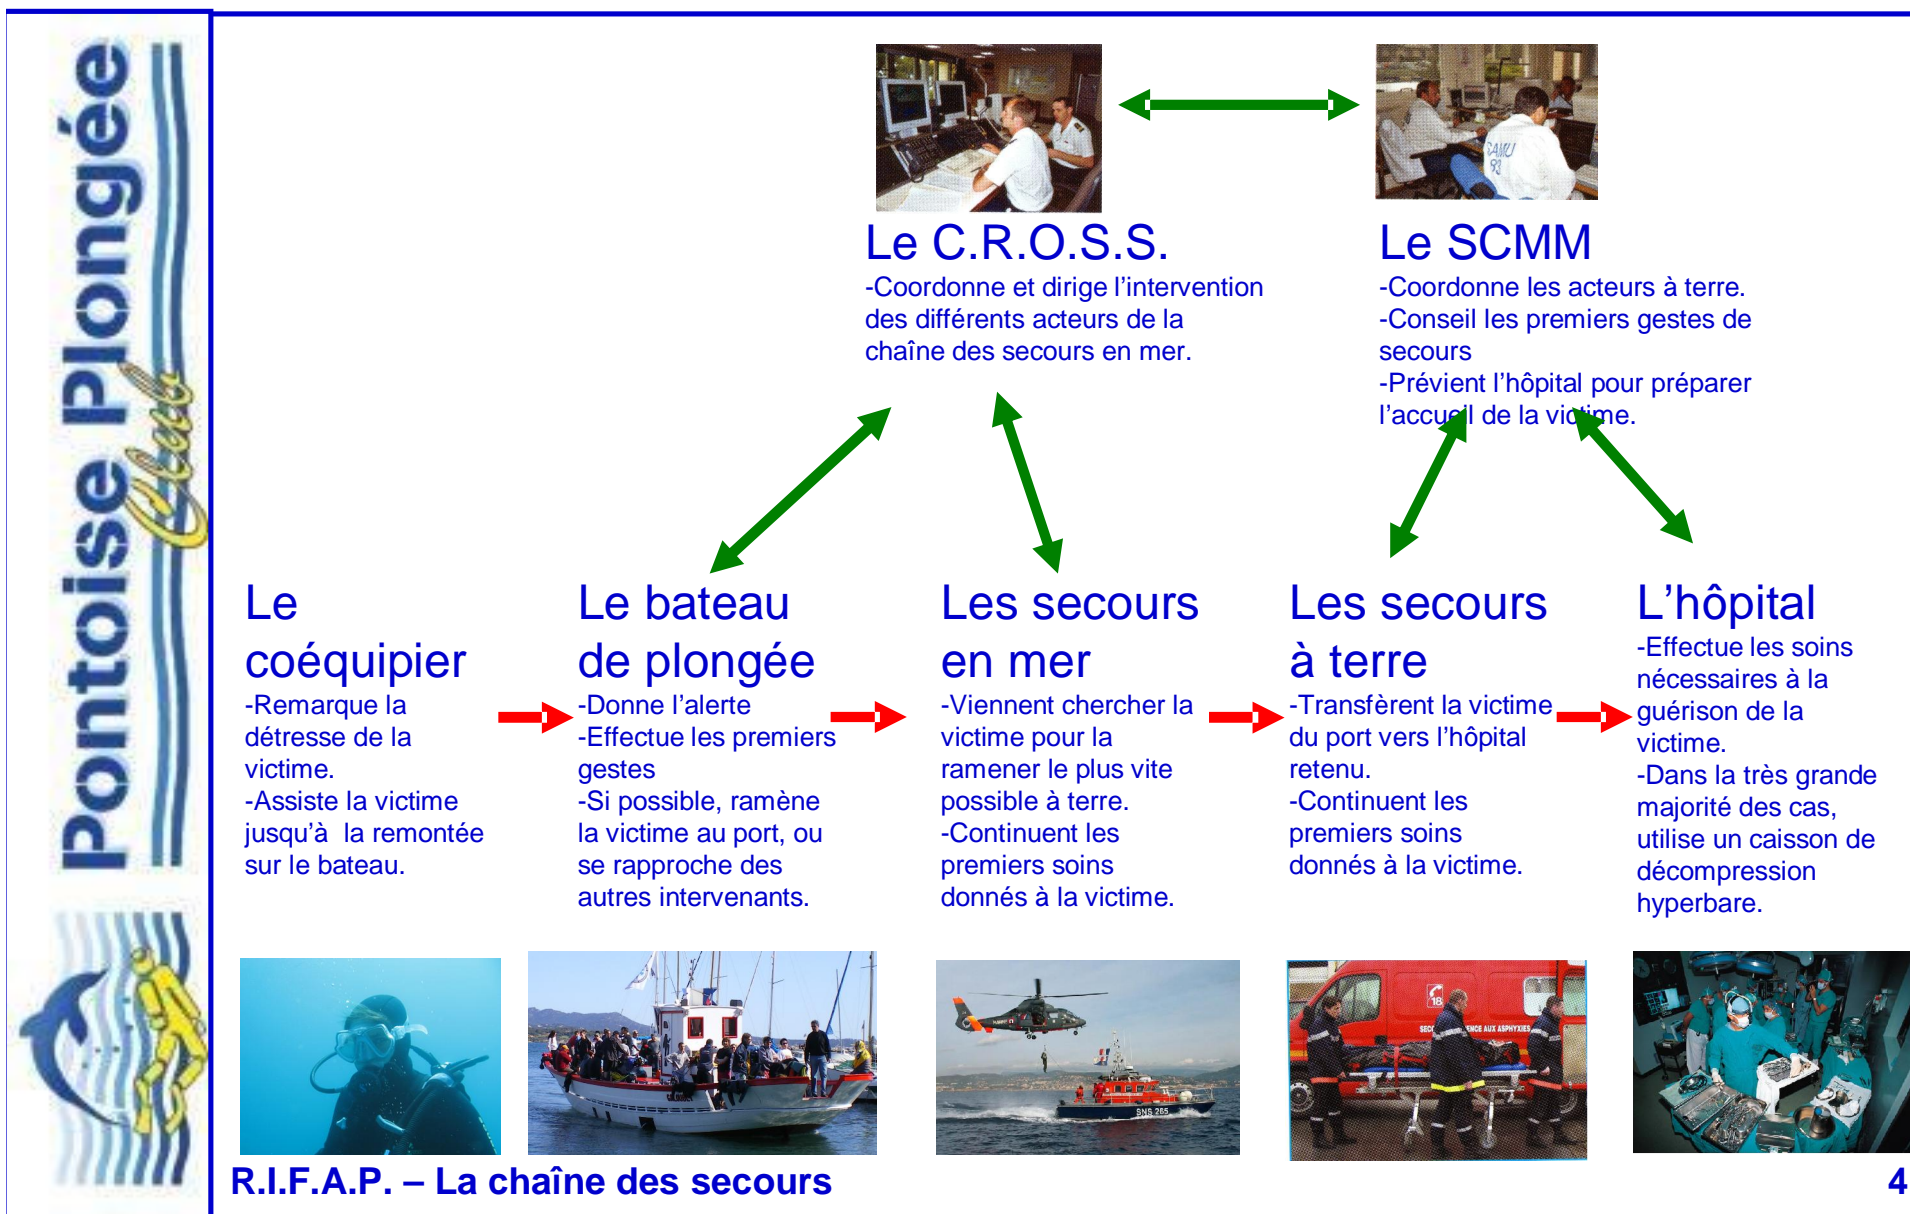 Pontoise Plongée
Club
Le C.R.O.S.S.
-Coordonne et dirige l’intervention
des différents acteurs de la
chaîne des secours en mer.
Le SCMM
-Coordonne les acteurs à terre.
-Conseil les premiers gestes de
secours
-Prévient l’hôpital pour préparer
l’accueil de la victime.
SAMU
93
Le
coéquipier
-Remarque la
détresse de la
victime.
-Assiste la victime
jusqu’à  la remontée
sur le bateau.
Le bateau
de plongée
-Donne l’alerte
-Effectue les premiers
gestes
-Si possible, ramène
la victime au port, ou
se rapproche des
autres intervenants.
Les secours
en mer
-Viennent chercher la
victime pour la
ramener le plus vite
possible à terre.
-Continuent les
premiers soins
donnés à la victime.
Les secours
à terre
-Transfèrent la victime
du port vers l’hôpital
retenu.
-Continuent les
premiers soins
donnés à la victime.
L’hôpital
-Effectue les soins
nécessaires à la
guérison de la
victime.
-Dans la très grande
majorité des cas,
utilise un caisson de
décompression
hyperbare.
SNS 265
18
R.I.F.A.P. – La chaîne des secours
4